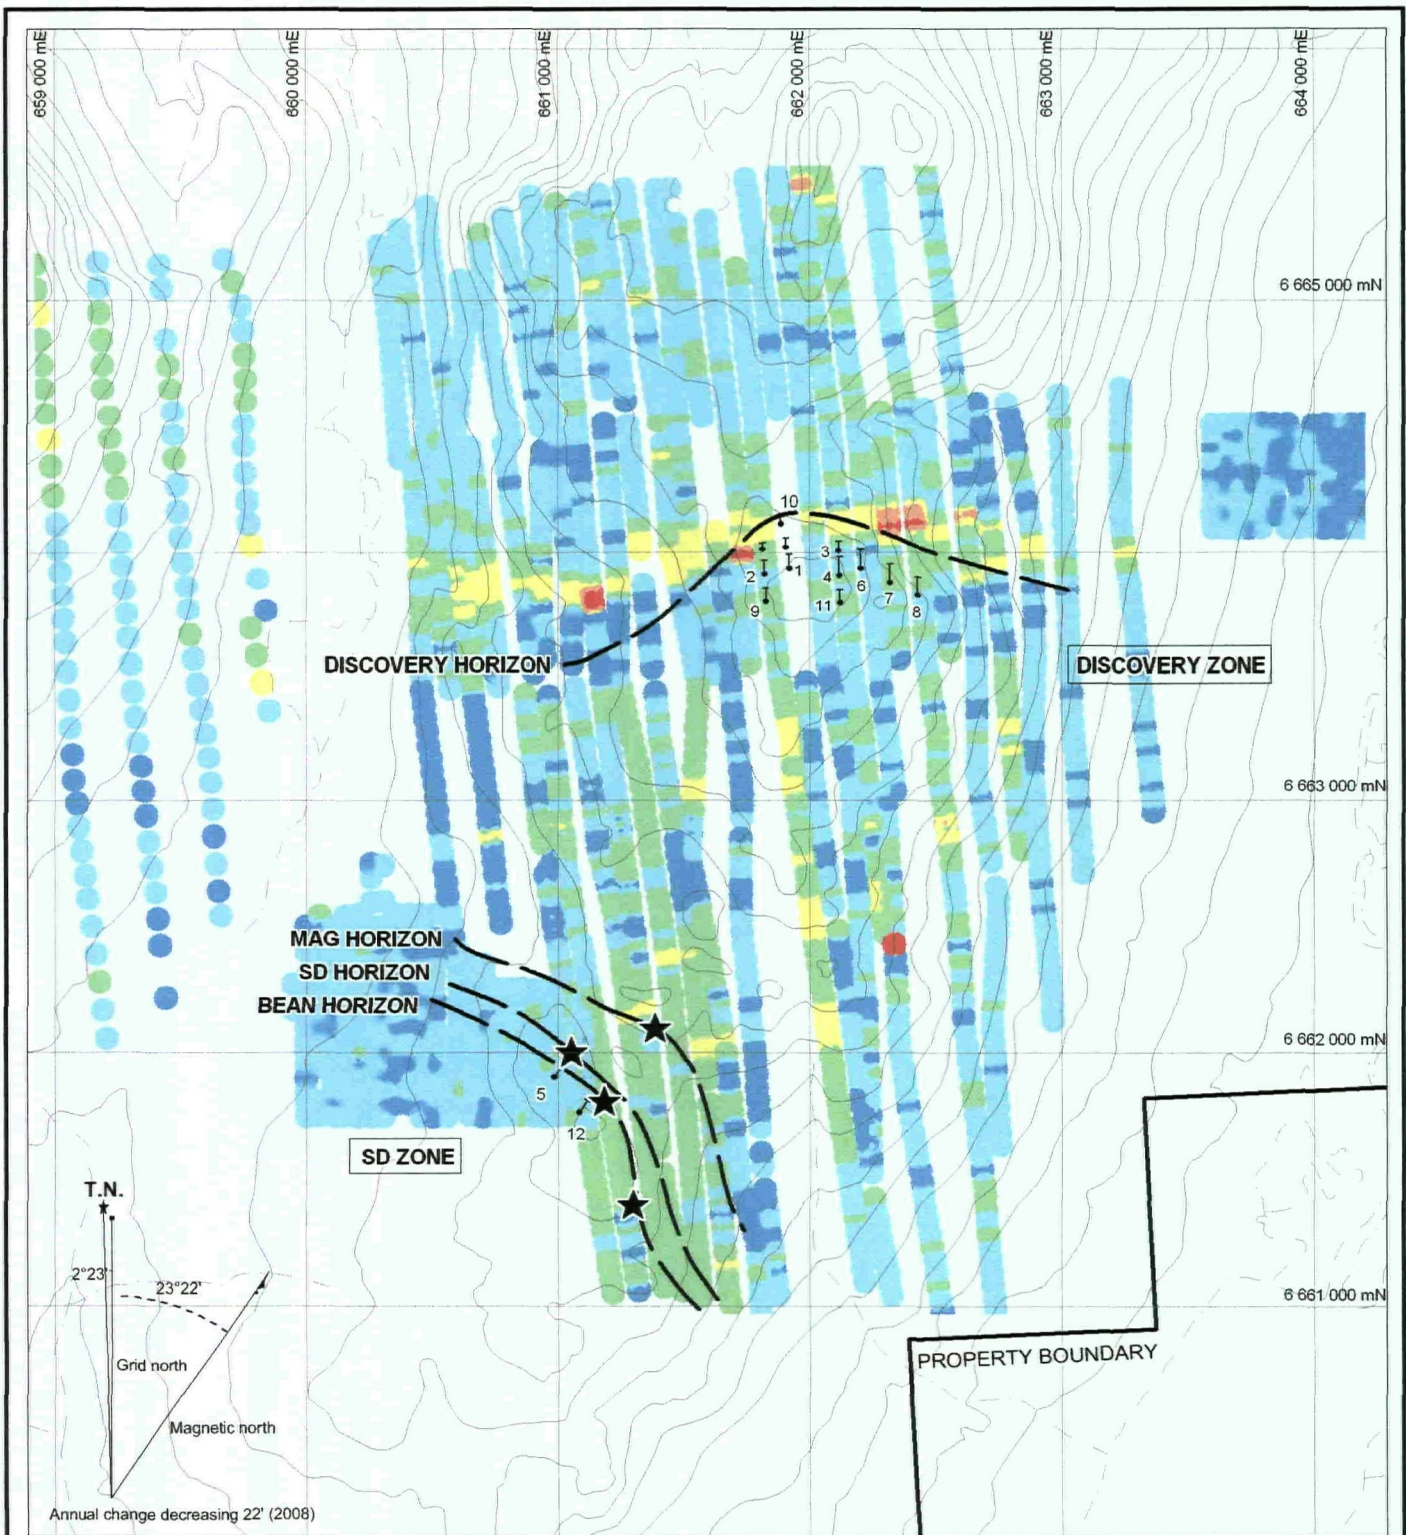 659 000 mE
660 000 mE
661 000 mE
662 000 mE
663 000 mE
664 000 mE
6 665 000 mN
10
3
2
1
4
6
7
9
11
8
DISCOVERY HORIZON
DISCOVERY ZONE
6 663 000 mN
MAG HORIZON
SD HORIZON
BEAN HORIZON
6 662 000 mN
5
12
SD ZONE
T.N.
2°23'
23°22'
6 661 000 mN
PROPERTY BOUNDARY
Grid north
Magnetic north
Annual change decreasing 22' (2008)